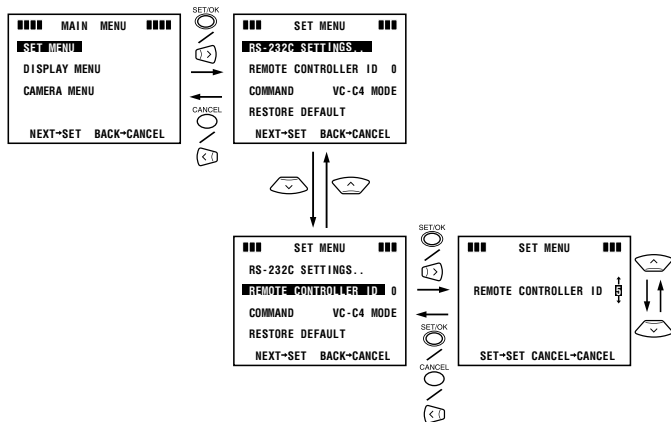 MAIN MENU
SET MENU
DISPLAY MENU
CAMERA MENU
NEXT→SET BACK→CANCEL
SET/OK
CANCEL
SET MENU
RS-232C SETTINGS..
REMOTE CONTROLLER ID 0
COMMAND VC-C4 MODE
RESTORE DEFAULT
NEXT→SET BACK→CANCEL
SET MENU
RS-232C SETTINGS..
REMOTE CONTROLLER ID 0
COMMAND VC-C4 MODE
RESTORE DEFAULT
NEXT→SET BACK→CANCEL
SET/OK
SET/OK
CANCEL
SET MENU
REMOTE CONTROLLER ID 5
SET→SET CANCEL→CANCEL